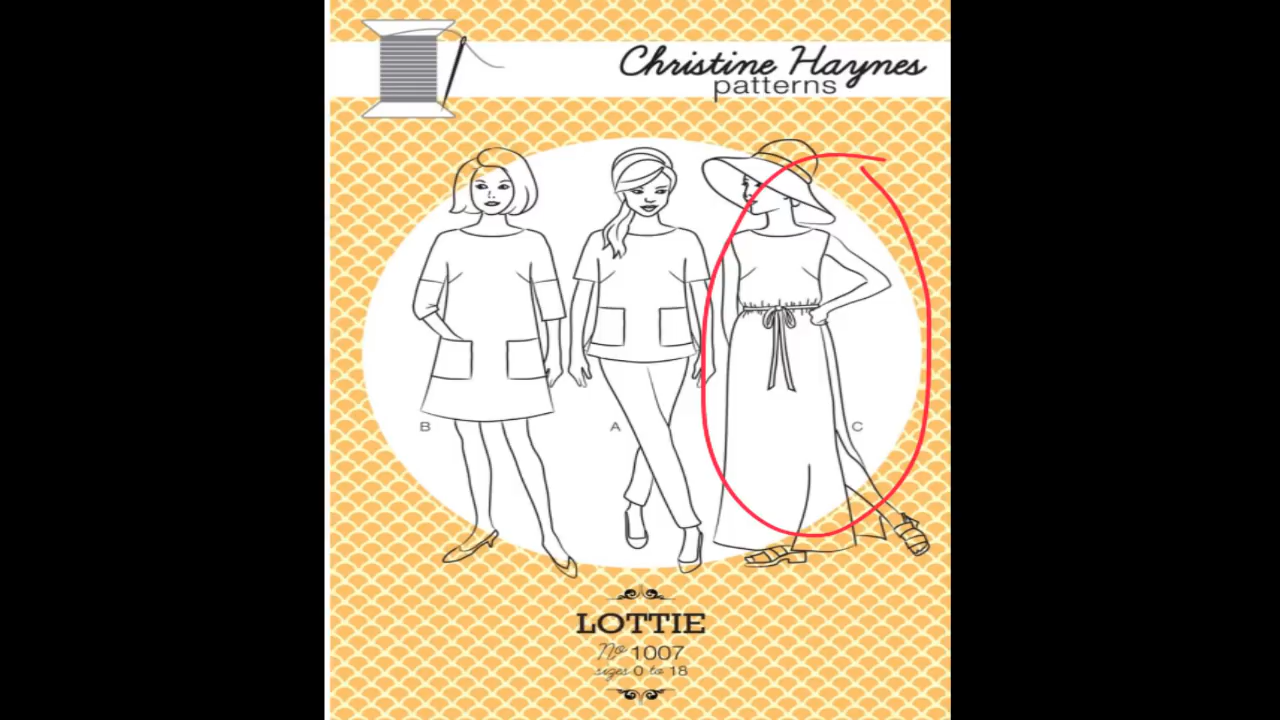 Christine Haynes
patterns
B
A
C
LOTTIE
No 1007
sizes 0 to 18